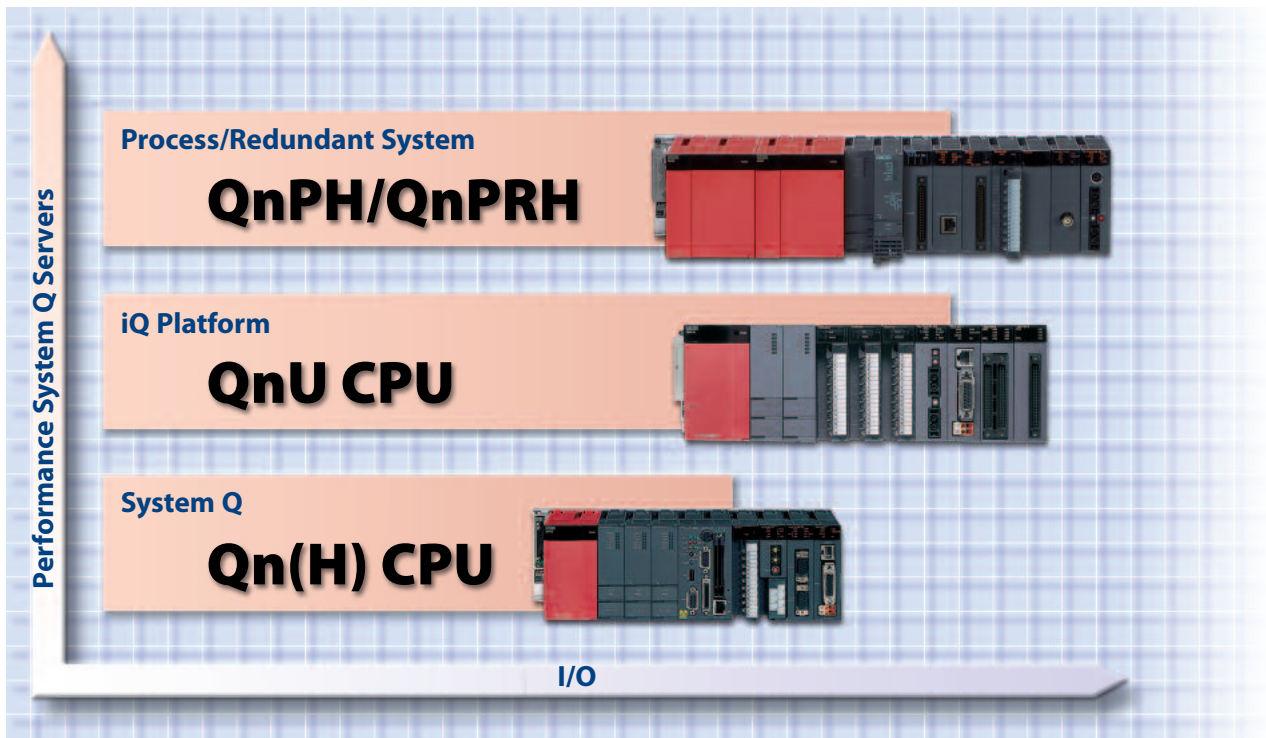 Performance System Q Servers
Process/Redundant System
QnPH/QnPRH
iQ Platform
QnU CPU
System Q
Qn(H) CPU
I/O